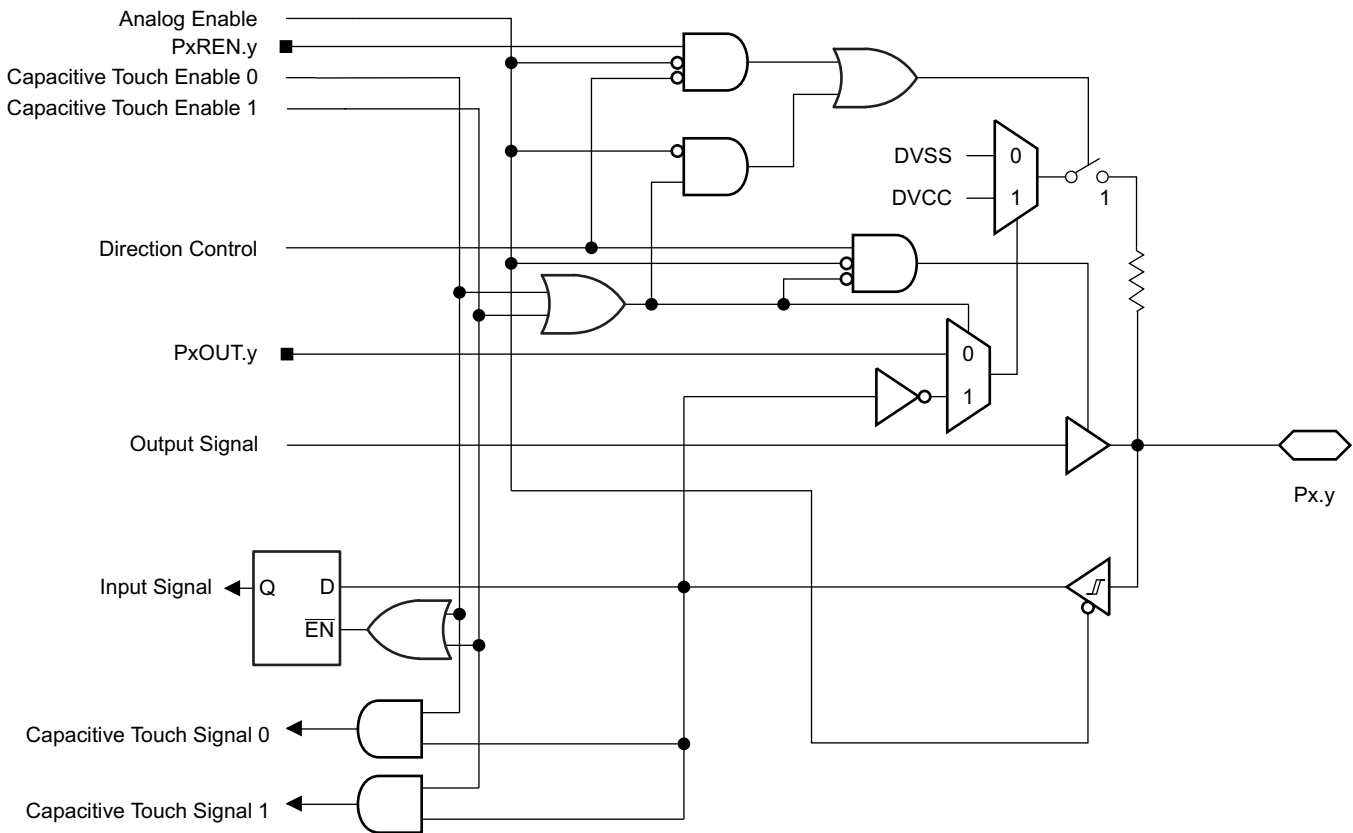 Analog Enable
PxREN.y
Capacitive Touch Enable 0
Capacitive Touch Enable 1
DVSS
0
DVCC
1
1
Direction Control
PxOUT.y
0
1
Output Signal
Px.y
Input Signal
Q
D
EN
Capacitive Touch Signal 0
Capacitive Touch Signal 1